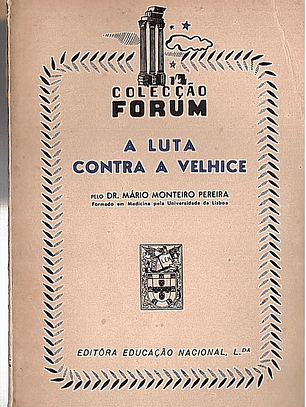 14
COLECÇÃO
FORUM
A LUTA
CONTRA A VELHICE
PELO DR. MÁRIO MONTEIRO PEREIRA
Formado em Medicina pela Universidade de Lisboa
EDITÔRA EDUCAÇÃO NACIONAL, L.DA